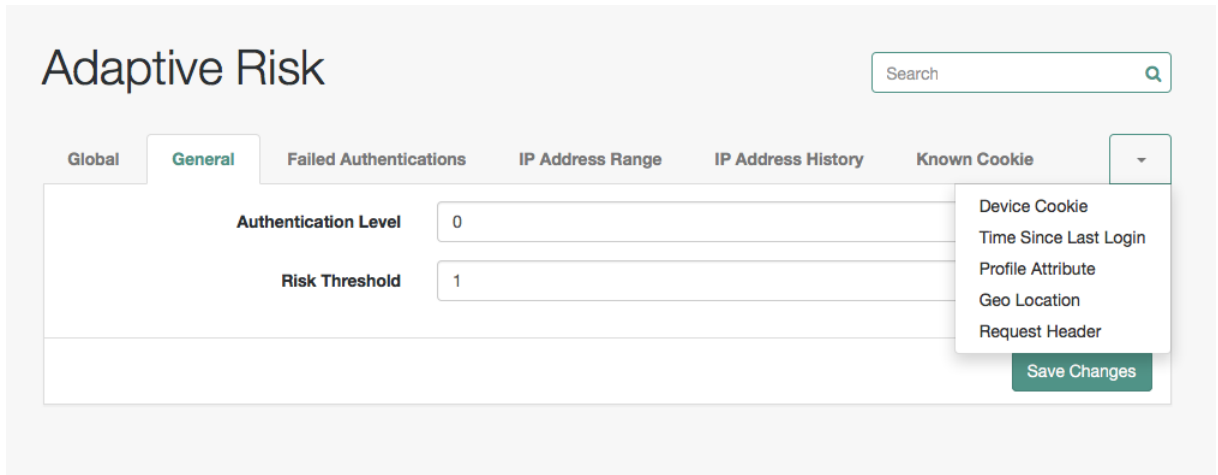 Adaptive Risk
Search
Global General Failed Authentications IP Address Range IP Address History Known Cookie
Device Cookie
Time Since Last Login
Profile Attribute
Geo Location
Request Header
Authentication Level 0
Risk Threshold 1
Save Changes